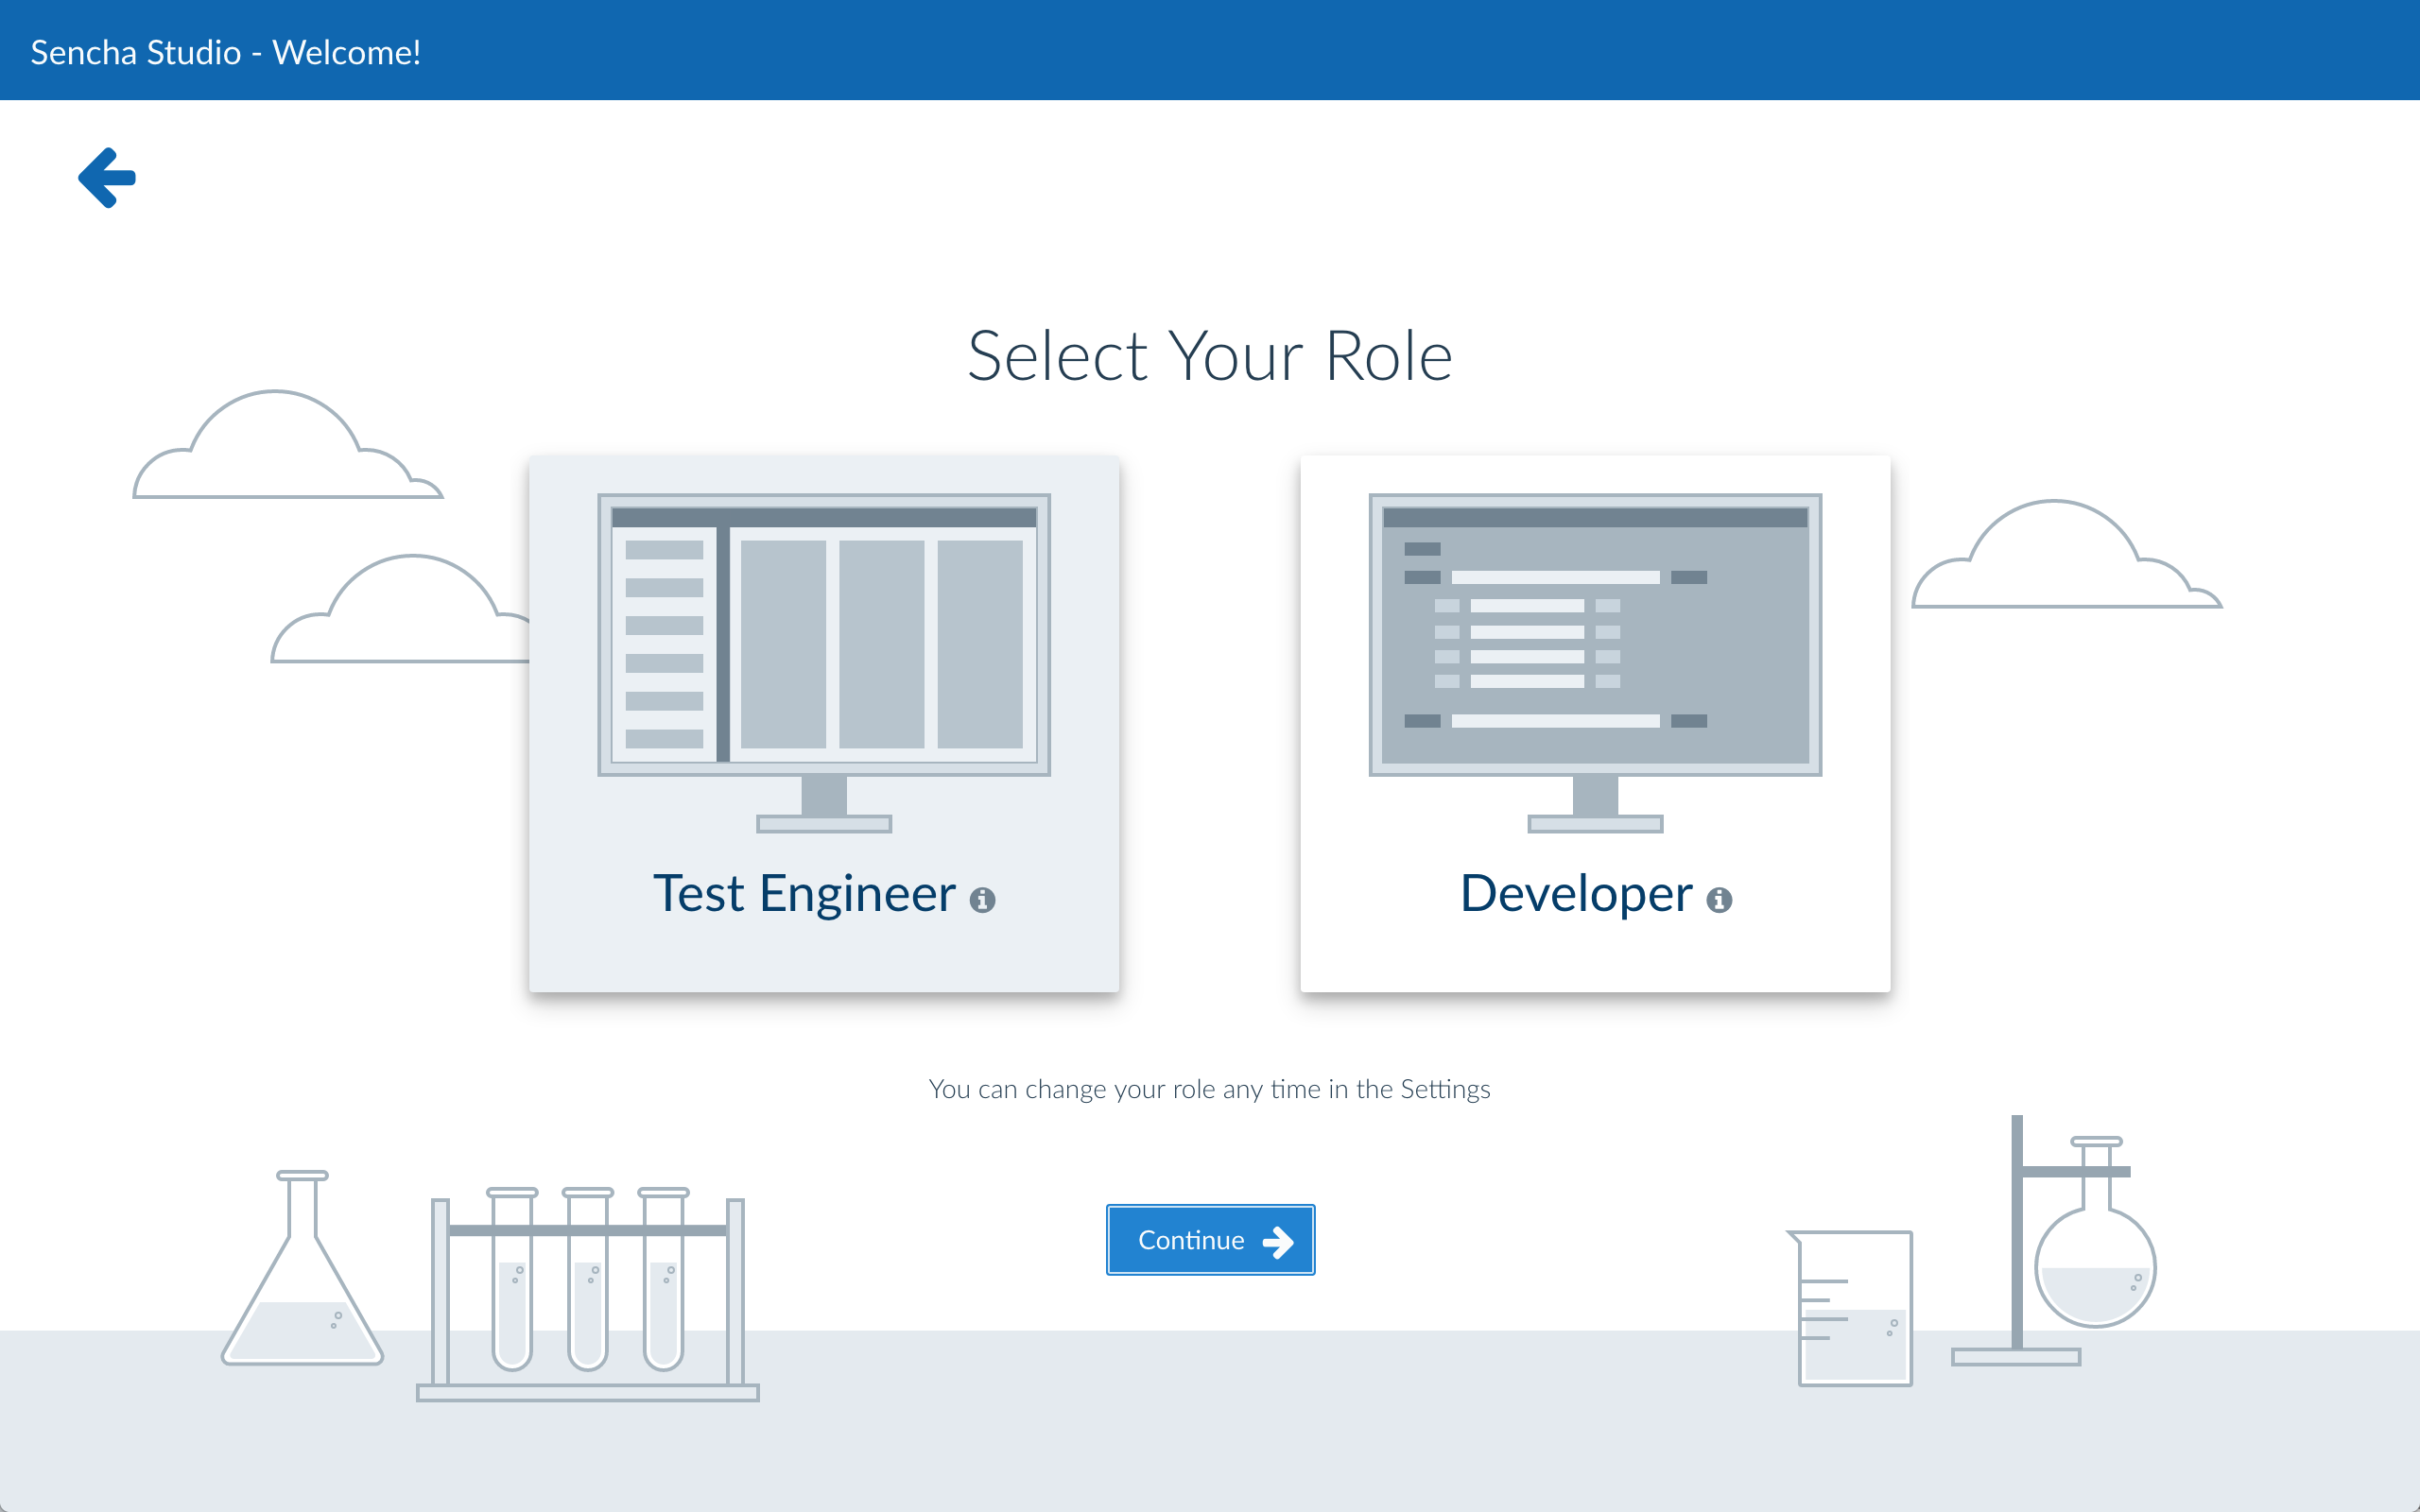 Sencha Studio - Welcome!
Select Your Role
Test Engineer
Developer
You can change your role any time in the Settings
Continue